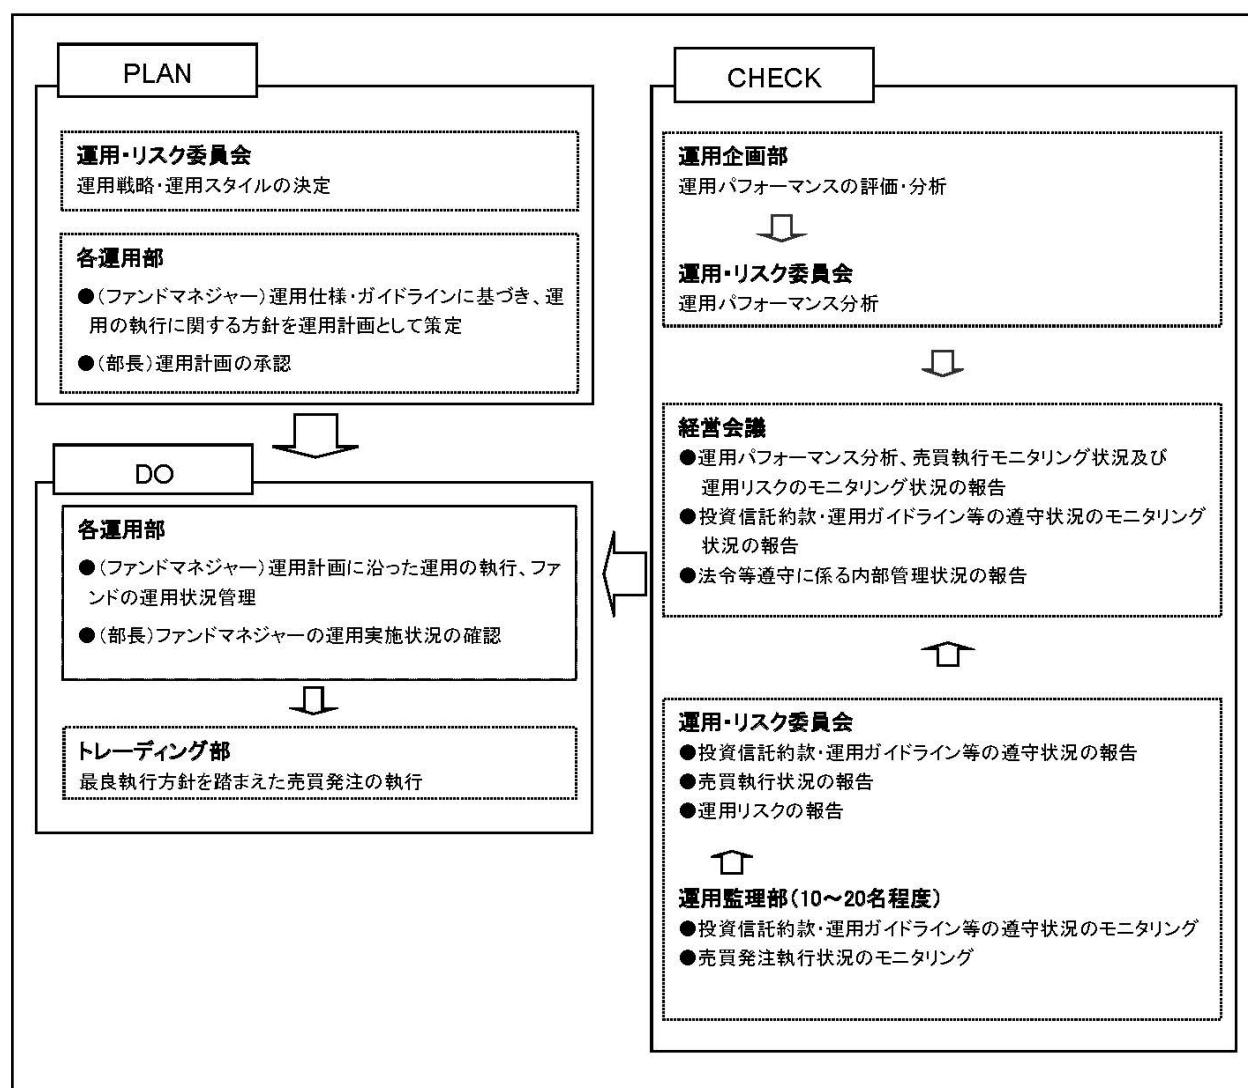 PLAN
運用・リスク委員会
運用戦略・運用スタイルの決定
各運用部
●(ファンドマネジャー)運用仕様・ガイドラインに基づき、運
用の執行に関する方針を運用計画として策定
●(部長)運用計画の承認
DO
各運用部
●(ファンドマネジャー)運用計画に沿った運用の執行、ファ
ンドの運用状況管理
●(部長)ファンドマネジャーの運用実施状況の確認
トレーディング部
最良執行方針を踏まえた売買発注の執行
CHECK
運用企画部
運用パフォーマンスの評価・分析
運用・リスク委員会
運用パフォーマンス分析
経営会議
●運用パフォーマンス分析、売買執行モニタリング状況及び
運用リスクのモニタリング状況の報告
●投資信託約款・運用ガイドライン等の遵守状況のモニタリング
状況の報告
●法令等遵守に係る内部管理状況の報告
運用・リスク委員会
●投資信託約款・運用ガイドライン等の遵守状況の報告
●売買執行状況の報告
●運用リスクの報告
運用監理部(10~20名程度)
●投資信託約款・運用ガイドライン等の遵守状況のモニタリング
●売買発注執行状況のモニタリング